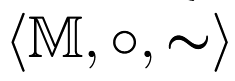 ⟨𝕄, ∘, ∼⟩